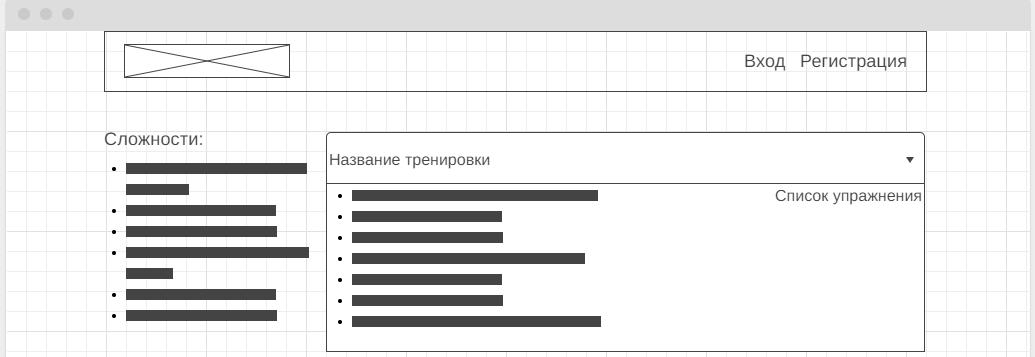 Вход Регистрация
Сложности:
Название тренировки
Список упражнения